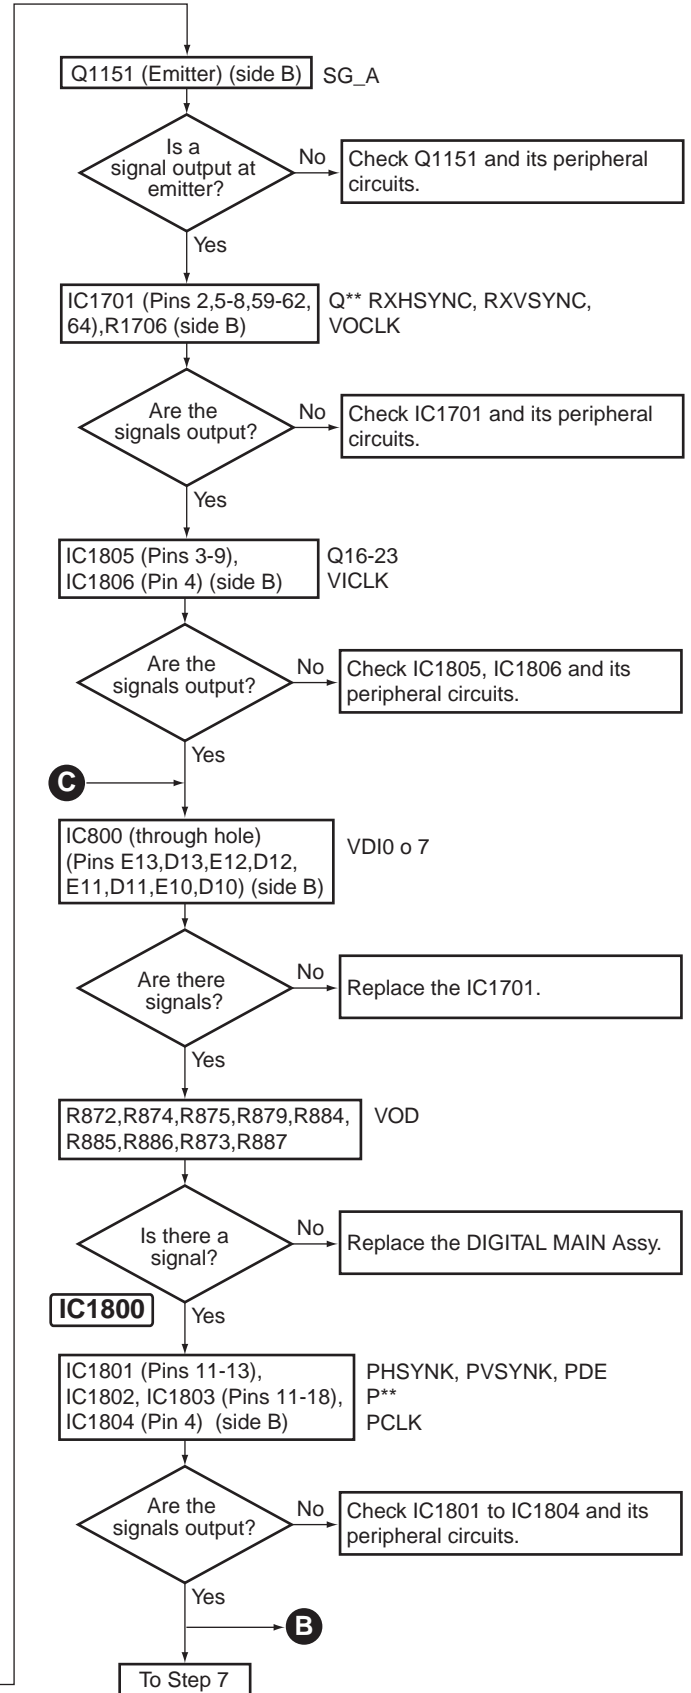 Q1151 (Emitter) (side B) SG_A
Is a
signal output at
emitter?
No
Check Q1151 and its peripheral
circuits.
Yes
IC1701 (Pins 2,5-8,59-62,
64),R1706 (side B)
Q** RXHSYNC, RXVSYNC,
VOCLK
Are the
signals output?
No
Check IC1701 and its peripheral
circuits.
Yes
IC1805 (Pins 3-9),
IC1806 (Pin 4) (side B)
Q16-23
VICLK
Are the
signals output?
No
Check IC1805, IC1806 and its
peripheral circuits.
Yes
C
IC800 (through hole)
(Pins E13,D13,E12,D12,
E11,D11,E10,D10) (side B)
VDI0 o 7
Are there
signals?
No
Replace the IC1701.
Yes
R872,R874,R875,R879,R884,
R885,R886,R873,R887
VOD
Is there a
signal?
No
Replace the DIGITAL MAIN Assy.
IC1800
Yes
IC1801 (Pins 11-13),
IC1802, IC1803 (Pins 11-18),
IC1804 (Pin 4) (side B)
PHSYNK, PVSYNK, PDE
P**
PCLK
Are the
signals output?
No
Check IC1801 to IC1804 and its
peripheral circuits.
Yes
B
To Step 7